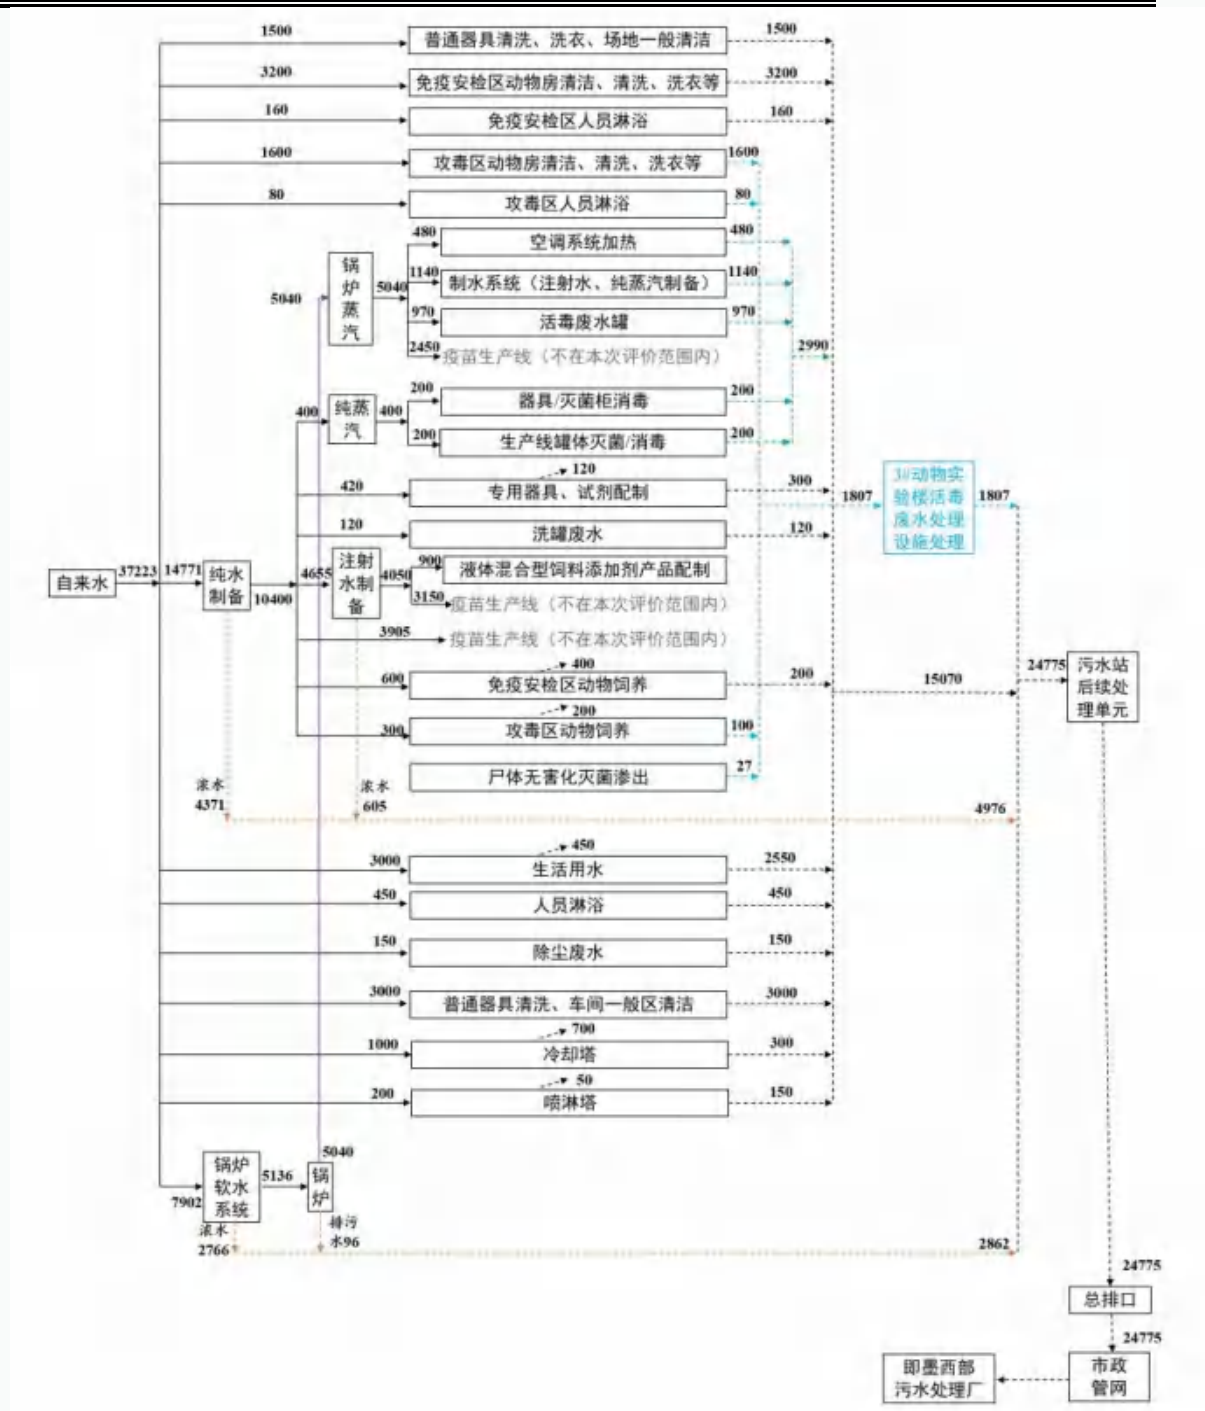 1500
普通器具清洗、洗衣、场地一般清洁
1500
3200
免疫安检区动物房清洁、清洗、洗衣等
3200
160
免疫安检区人员淋浴
160
1600
攻毒区动物房清洁、清洗、洗衣等
1600
80
攻毒区人员淋浴
80
5040
锅
炉
蒸
汽
5040
480
空调系统加热
480
1140
制水系统（注射水、纯蒸汽制备）
1140
970
活毒废水罐
970
2450
疫苗生产线（不在本次评价范围内）
2990
400
纯蒸
汽
400
200
器具/灭菌柜消毒
200
200
生产线罐体灭菌/消毒
200
120
420
专用器具、试剂配制
300
120
洗罐废水
120
1807
3#动物实
验楼活毒
废水处理
设施处理
1807
自来水
37223
14771
纯水
制备
10400
4655
注射
水制
备
4050
900
液体混合型饲料添加剂产品配制
3150
疫苗生产线（不在本次评价范围内）
3905
疫苗生产线（不在本次评价范围内）
400
600
免疫安检区动物饲养
200
15070
24775
污水站
后续处
理单元
200
300
攻毒区动物饲养
100
尸体无害化灭菌渗出
27
浓水
4371
浓水
605
4976
450
3000
生活用水
2550
450
人员淋浴
450
150
除尘废水
150
3000
普通器具清洗、车间一般区清洁
3000
700
1000
冷却塔
300
50
200
喷淋塔
150
7902
锅炉
软水
系统
5136
5040
锅
炉
浓水
2766
排污
水96
2862
24775
总排口
24775
市政
管网
即墨西部
污水处理厂